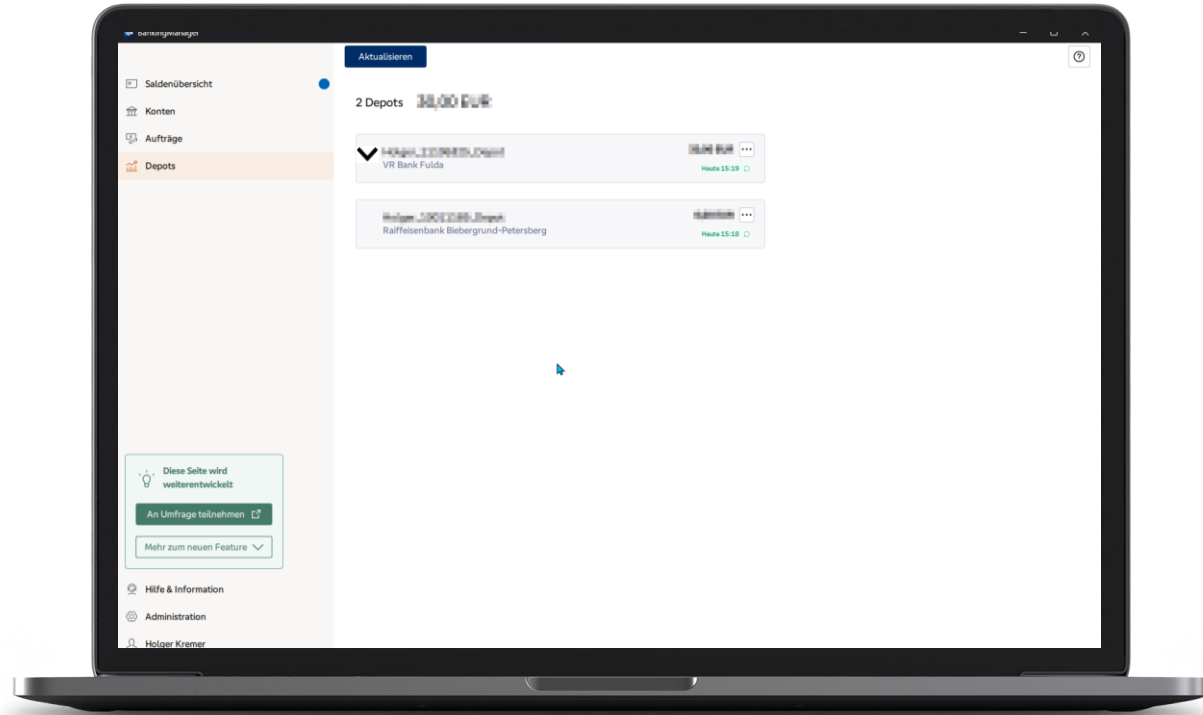 BankingManager
Aktualisieren
Saldenübersicht
Konten
Aufträge
Depots
2 Depots
VR Bank Fulda
Heute 15:19
Raiffeisenbank Biebergrund-Petersberg
Heute 15:18
Diese Seite wird
weiterentwickelt
An Umfrage teilnehmen
Mehr zum neuen Feature
Hilfe & Information
Administration
Holger Kremer